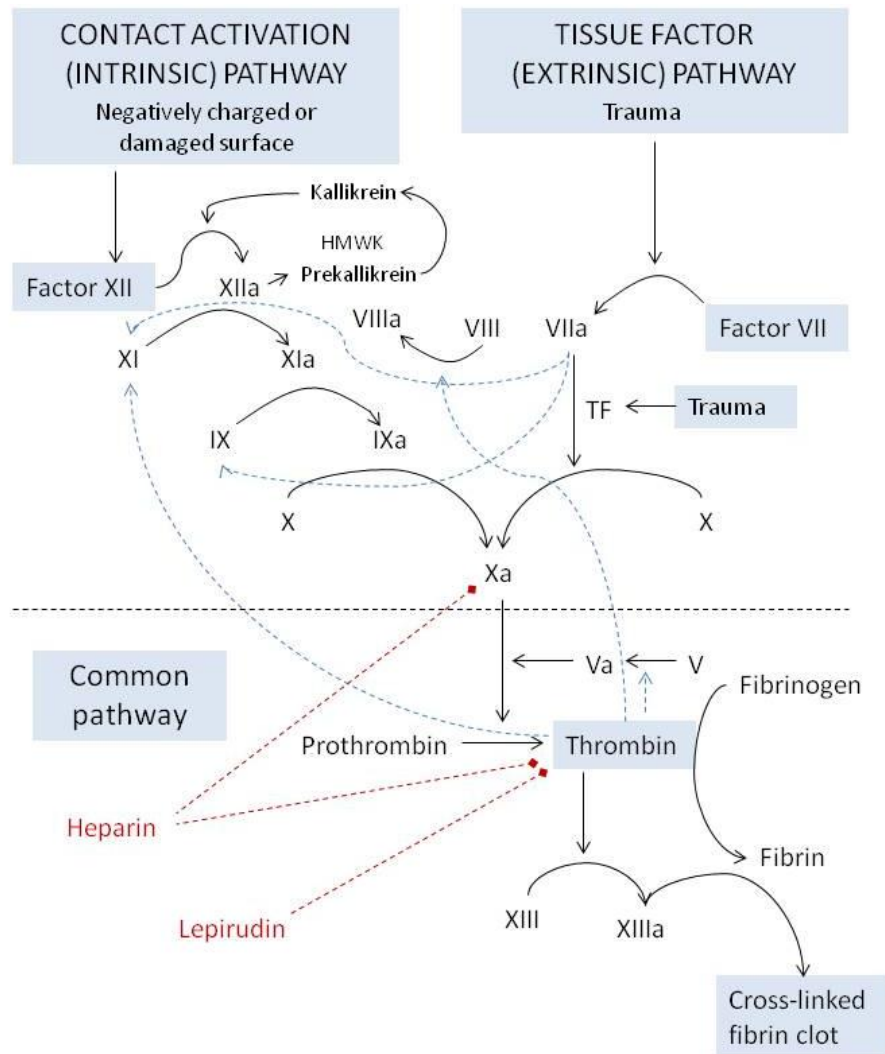 CONTACT ACTIVATION
(INTRINSIC) PATHWAY
Negatively charged or
damaged surface
TISSUE FACTOR
(EXTRINSIC) PATHWAY
Trauma
Kallikrein
HMWK
Prekallikrein
Factor XII
XIIa
VIIIa
VIII
VIIa
Factor VII
XI
XIa
TF
Trauma
IX
IXa
X
X
Xa
Common
pathway
Va
V
Fibrinogen
Prothrombin
Thrombin
Heparin
Fibrin
Lepirudin
XIII
XIIIa
Cross-linked
fibrin clot